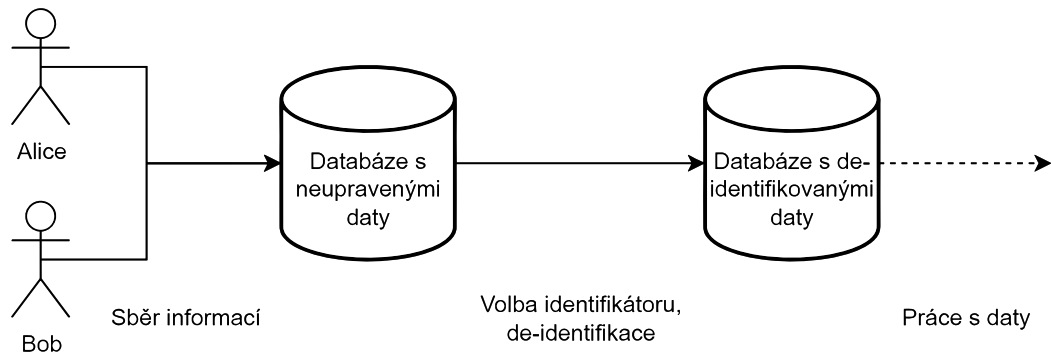 Alice
Bob
Sběr informací
Databáze s
neupravenými
daty
Volba identifikátoru,
de-identifikace
Databáze s de-
identifikovanými
daty
Práce s daty